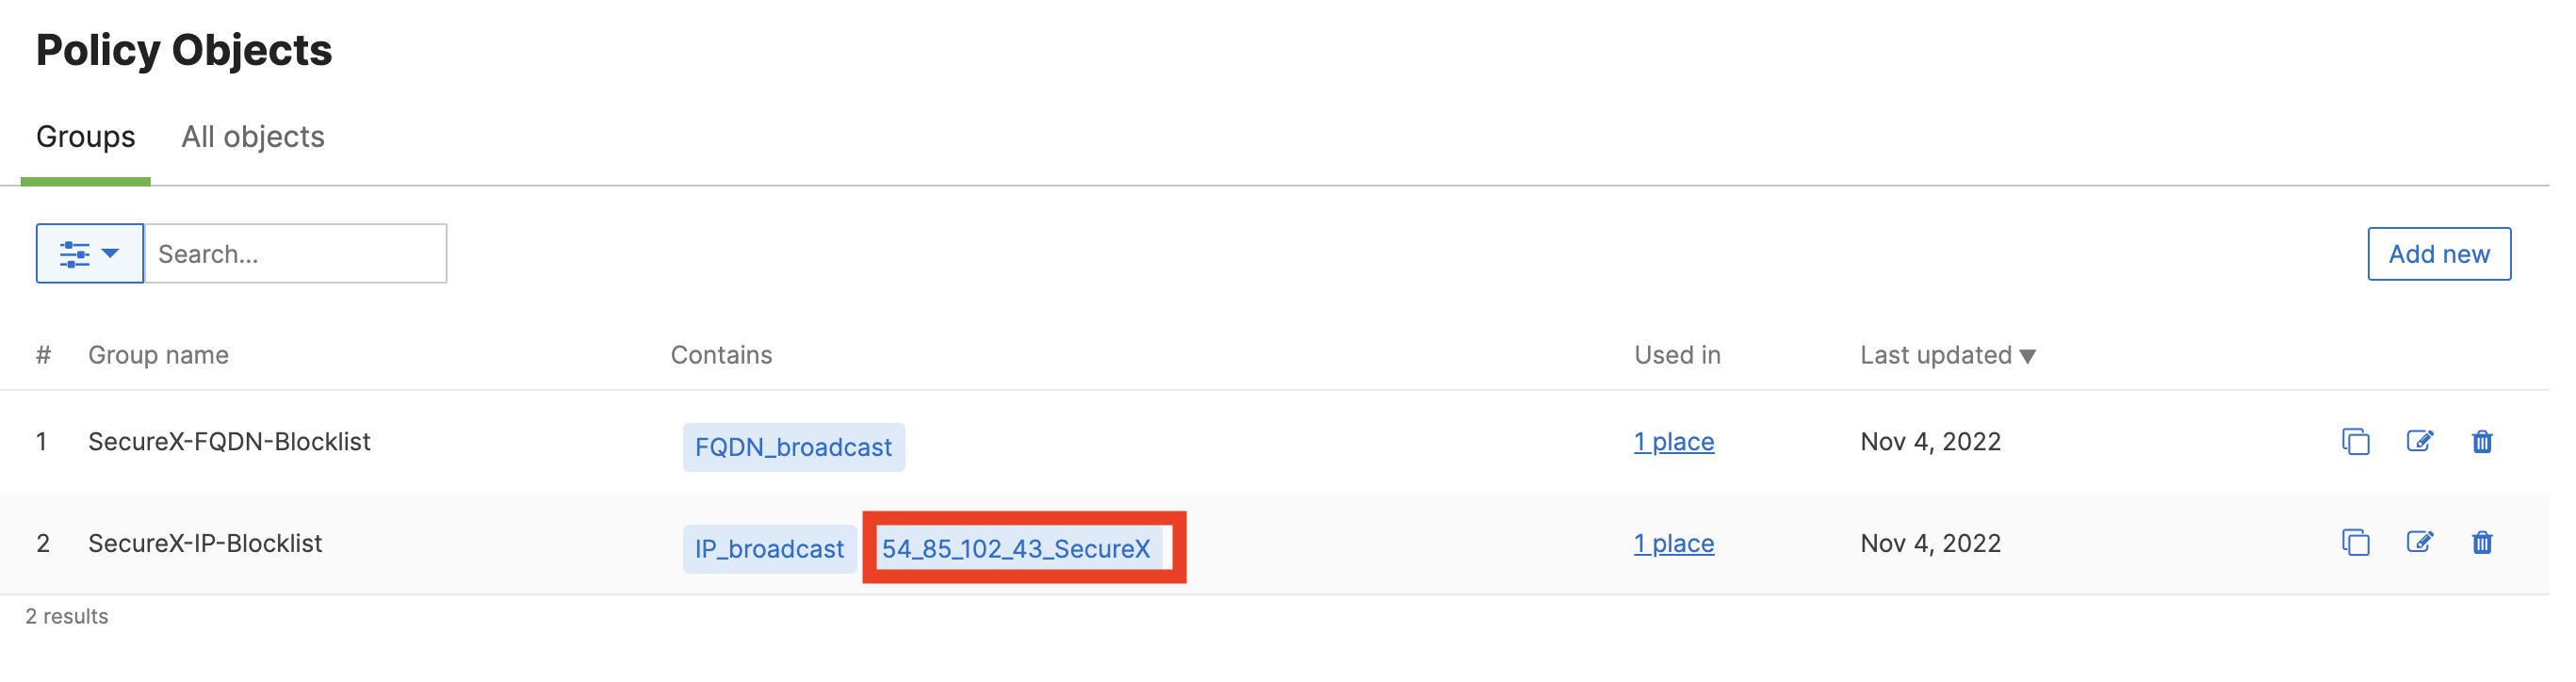 Policy Objects
Groups All objects
Search... Add new
# Group name Contains Used in Last updated ▼
1 SecureX-FQDN-Blocklist FQDN_broadcast 1 place Nov 4, 2022
2 SecureX-IP-Blocklist IP_broadcast 54_85_102_43_SecureX 1 place Nov 4, 2022
2 results